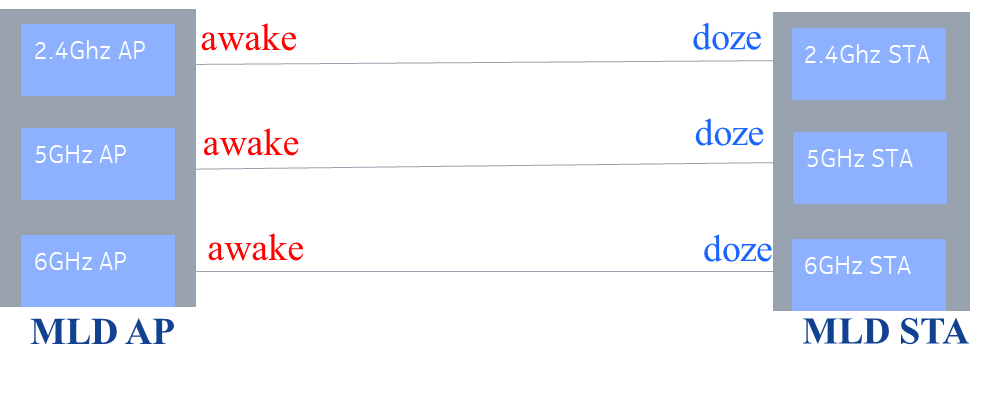 2.4Ghz AP
awake
doze
2.4Ghz STA
5GHz AP
awake
doze
5GHz STA
6GHz AP
awake
doze
6GHz STA
MLD AP
MLD STA